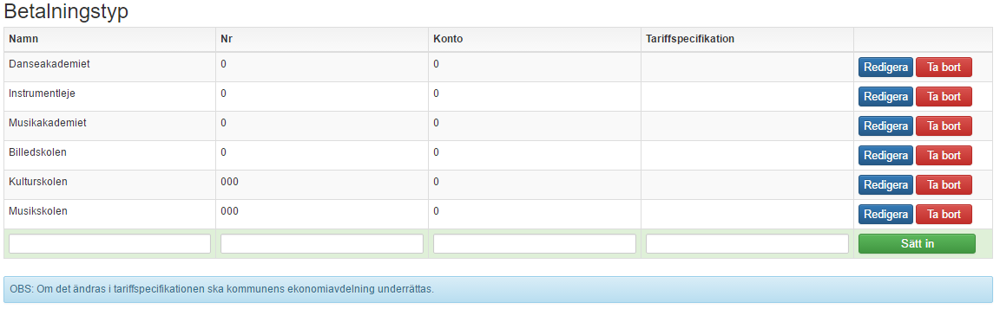 Betalningstyp
Namn Nr Konto Tariffspecifikation
Danseakademiet 0 0 Redigera Ta bort
Instrumentleje 0 0 Redigera Ta bort
Musikakademiet 0 0 Redigera Ta bort
Billedskolen 0 0 Redigera Ta bort
Kulturskolen 000 0 Redigera Ta bort
Musikskolen 000 0 Redigera Ta bort
Sätt in
OBS: Om det ändras i tariffspecifikationen ska kommunens ekonomiavdelning underrättas.